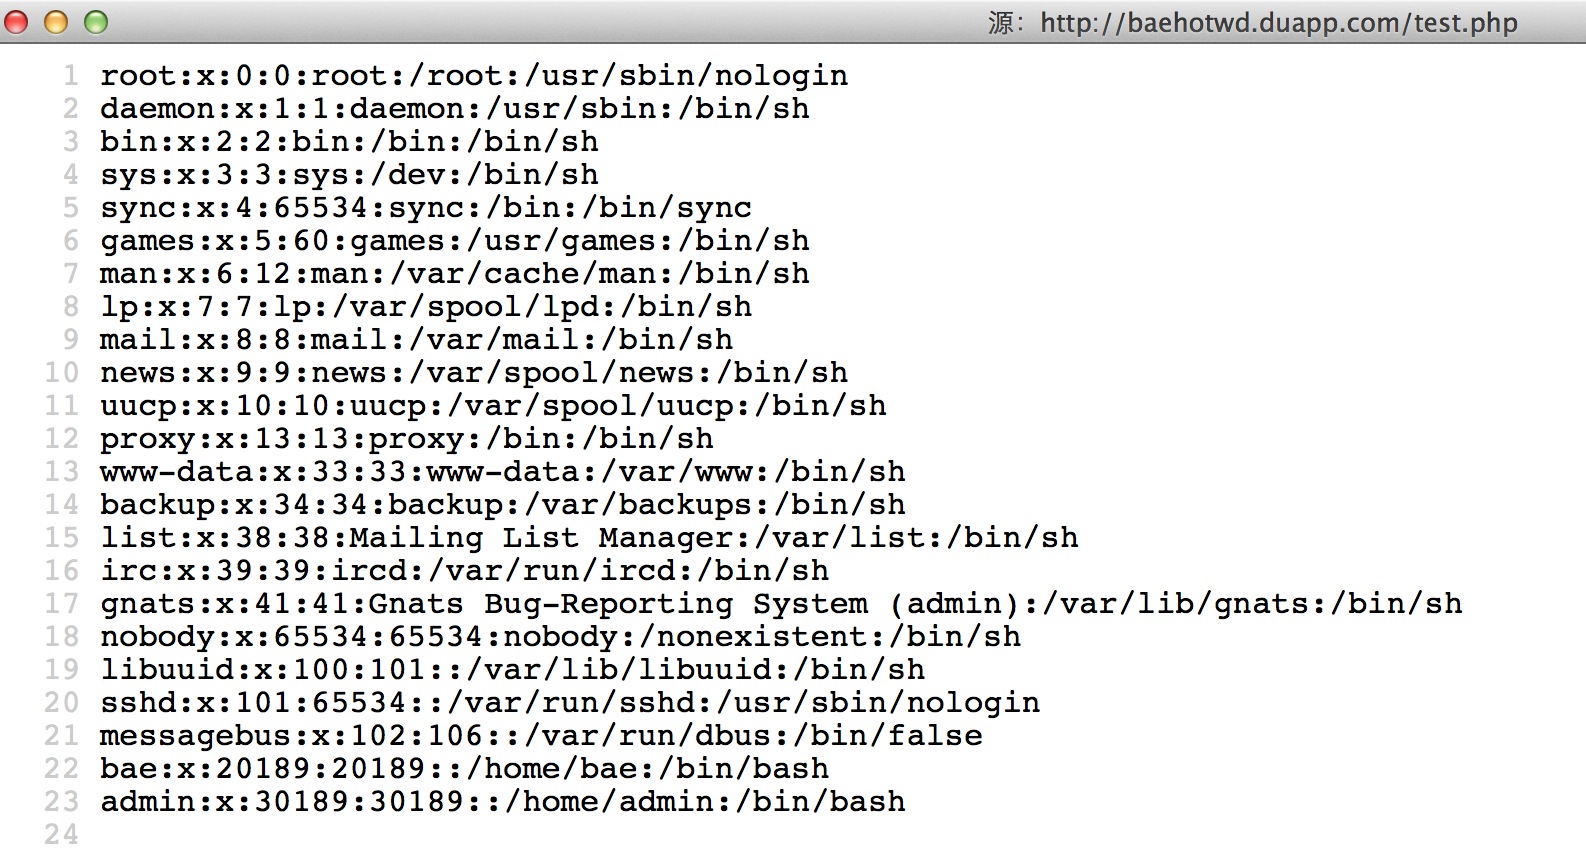 源: http://baehotwd.duapp.com/test.php
1 root:x:0:0:root:/root:/usr/sbin/nologin
2 daemon:x:1:1:daemon:/usr/sbin:/bin/sh
3 bin:x:2:2:bin:/bin:/bin/sh
4 sys:x:3:3:sys:/dev:/bin/sh
5 sync:x:4:65534:sync:/bin:/bin/sync
6 games:x:5:60:games:/usr/games:/bin/sh
7 man:x:6:12:man:/var/cache/man:/bin/sh
8 lp:x:7:7:lp:/var/spool/lpd:/bin/sh
9 mail:x:8:8:mail:/var/mail:/bin/sh
10 news:x:9:9:news:/var/spool/news:/bin/sh
11 uucp:x:10:10:uucp:/var/spool/uucp:/bin/sh
12 proxy:x:13:13:proxy:/bin:/bin/sh
13 www-data:x:33:33:www-data:/var/www:/bin/sh
14 backup:x:34:34:backup:/var/backups:/bin/sh
15 list:x:38:38:Mailing List Manager:/var/list:/bin/sh
16 irc:x:39:39:ircd:/var/run/ircd:/bin/sh
17 gnats:x:41:41:Gnats Bug-Reporting System (admin):/var/lib/gnats:/bin/sh
18 nobody:x:65534:65534:nobody:/nonexistent:/bin/sh
19 libuuid:x:100:101::/var/lib/libuuid:/bin/sh
20 sshd:x:101:65534::/var/run/sshd:/usr/sbin/nologin
21 messagebus:x:102:106::/var/run/dbus:/bin/false
22 bae:x:20189:20189::/home/bae:/bin/bash
23 admin:x:30189:30189::/home/admin:/bin/bash
24